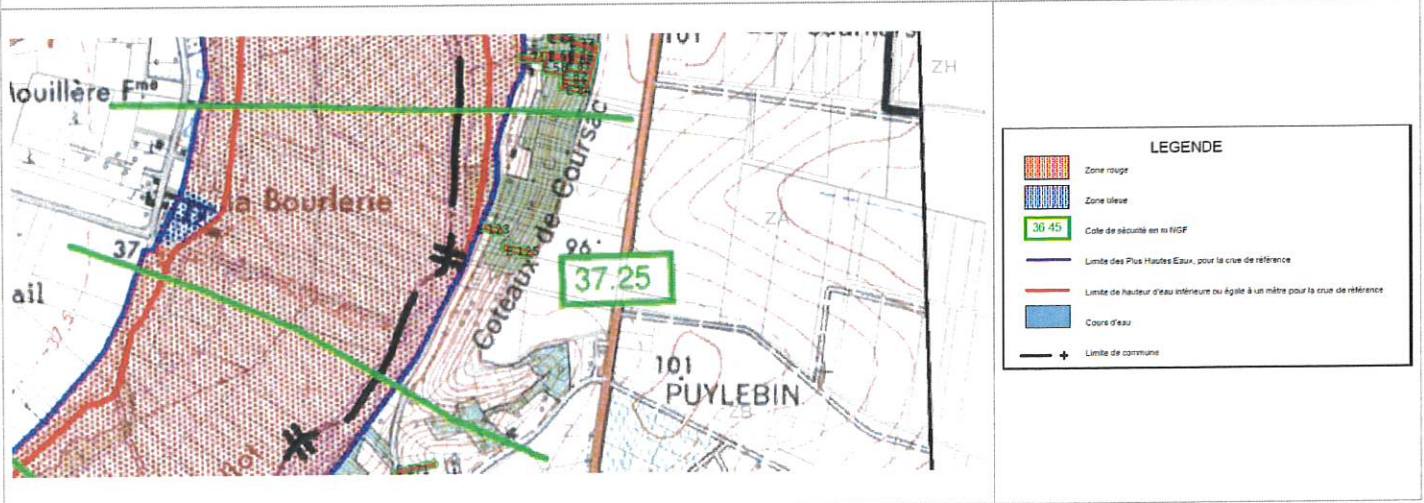 101
ZH
Fme
la Bourlerie
ZA
37
96
37.25
ail
Coteaux-de-Coursac
37.5
101
PUYLEBIN
ZB
LEGENDE
Zone rouge
Zone bleue
36.45
Cote de sécurité en m NGF
Limite des Plus Hautes Eaux, pour la crue de référence
Limite de hauteur d'eau inférieure ou égale à un mètre pour la crue de référence
Cours d'eau
Limite de commune